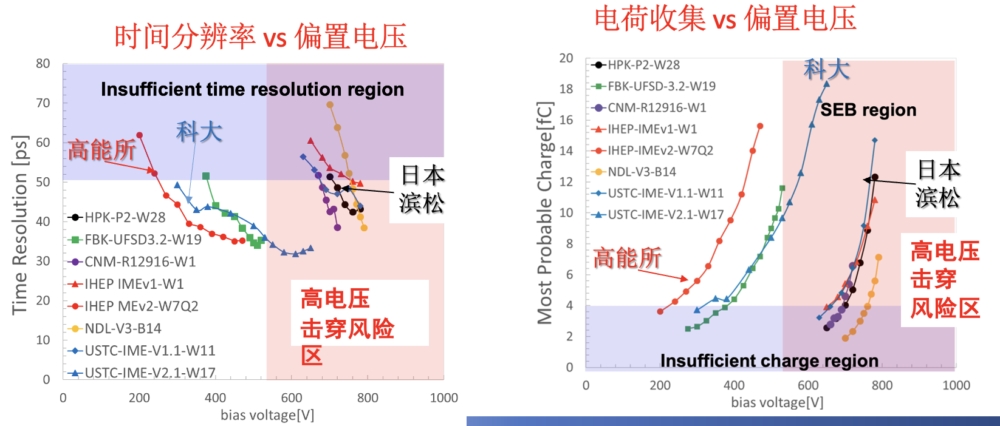 时间分辨率 vs 偏置电压
80
70
60
50
40
30
20
10
0
Time Resolution [ps]
Insufficient time resolution region
科大
高能所
日本
滨松
HPK-P2-W28
FBK-UFSD3.2-W19
CNM-R12916-W1
IHEP IMEv1-W1
IHEP MEv2-W7Q2
NDL-V3-B14
USTC-IME-V1.1-W11
USTC-IME-V2.1-W17
高电压
击穿风险
区
0 200 400 600 800 1000
bias voltage[V]
电荷收集 vs 偏置电压
20
18
16
14
12
10
8
6
4
2
0
Most Probable Charge[fC]
HPK-P2-W28
FBK-UFSD-3.2-W19
CNM-R12916-W1
IHEP-IMEv1-W1
IHEP-IMEv2-W7Q2
NDL-V3-B14
USTC-IME-V1.1-W11
USTC-IME-V2.1-W17
科大
SEB region
日本
滨松
高能所
高电压
击穿
风险区
Insufficient charge region
0 200 400 600 800 1000
bias voltage[V]